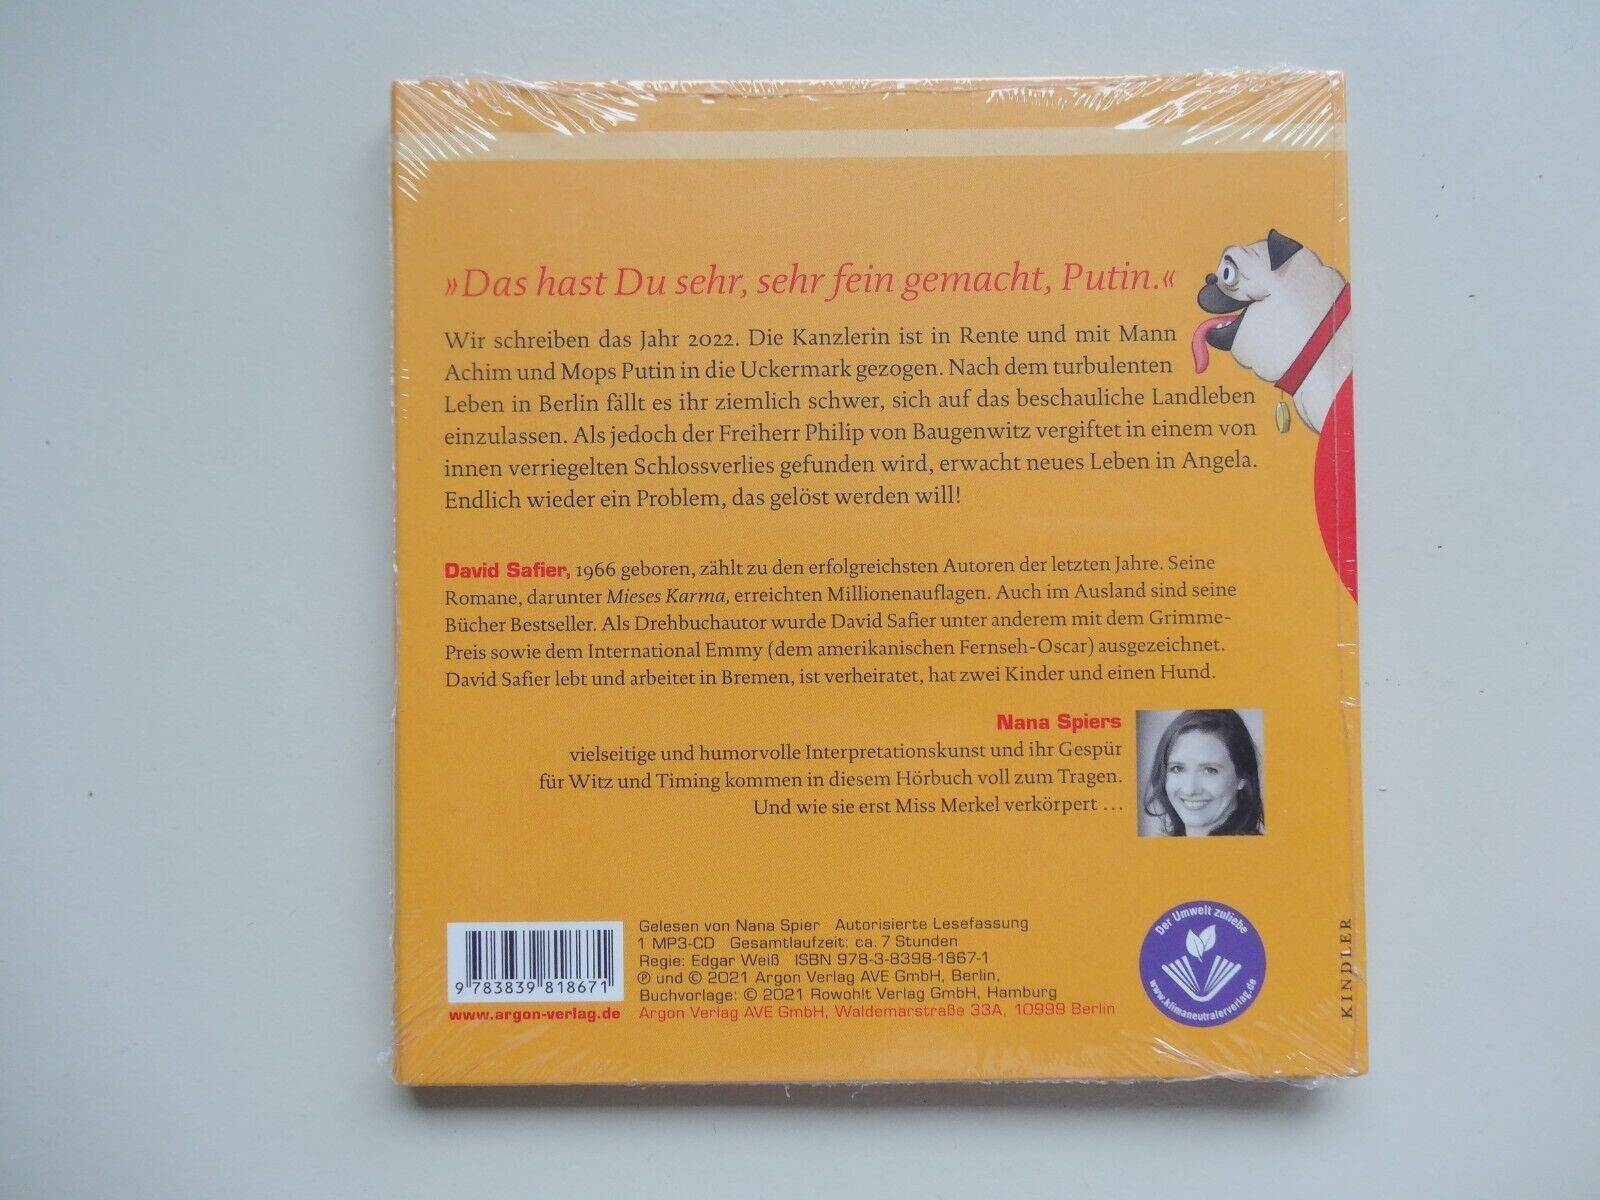 »Das hast Du sehr, sehr fein gemacht, Putin.«
Wir schreiben das Jahr 2022. Die Kanzlerin ist in Rente und mit Mann
Achim und Mops Putin in die Uckermark gezogen. Nach dem turbulenten
Leben in Berlin fällt es ihr ziemlich schwer, sich auf das beschauliche Landleben
einzulassen. Als jedoch der Freiherr Philip von Baugenwitz vergiftet in einem von
innen verriegelten Schlossverlies gefunden wird, erwacht neues Leben in Angela.
Endlich wieder ein Problem, das gelöst werden will!
David Safier, 1966 geboren, zählt zu den erfolgreichsten Autoren der letzten Jahre. Seine
Romane, darunter Mieses Karma, erreichten Millionenauflagen. Auch im Ausland sind seine
Bücher Bestseller. Als Drehbuchautor wurde David Safier unter anderem mit dem Grimme-
Preis sowie dem International Emmy (dem amerikanischen Fernseh-Oscar) ausgezeichnet.
David Safier lebt und arbeitet in Bremen, ist verheiratet, hat zwei Kinder und einen Hund.
Nana Spiers
vielseitige und humorvolle Interpretationskunst und ihr Gespür
für Witz und Timing kommen in diesem Hörbuch voll zum Tragen.
Und wie sie erst Miss Merkel verkörpert ...
9 783839 818671
www.argon-verlag.de
Gelesen von Nana Spier Autorisierte Lesefassung
1 MP3-CD Gesamtlaufzeit: ca. 7 Stunden
Regie: Edgar Weiß ISBN 978-3-8398-1867-1
℗ und © 2021 Argon Verlag AVE GmbH, Berlin,
Buchvorlage: © 2021 Rowohlt Verlag GmbH, Hamburg
Argon Verlag AVE GmbH, Waldemarstraße 33A, 10999 Berlin
Der Umwelt zuliebe
www.klimaneutralerverlag.de
KINDLER